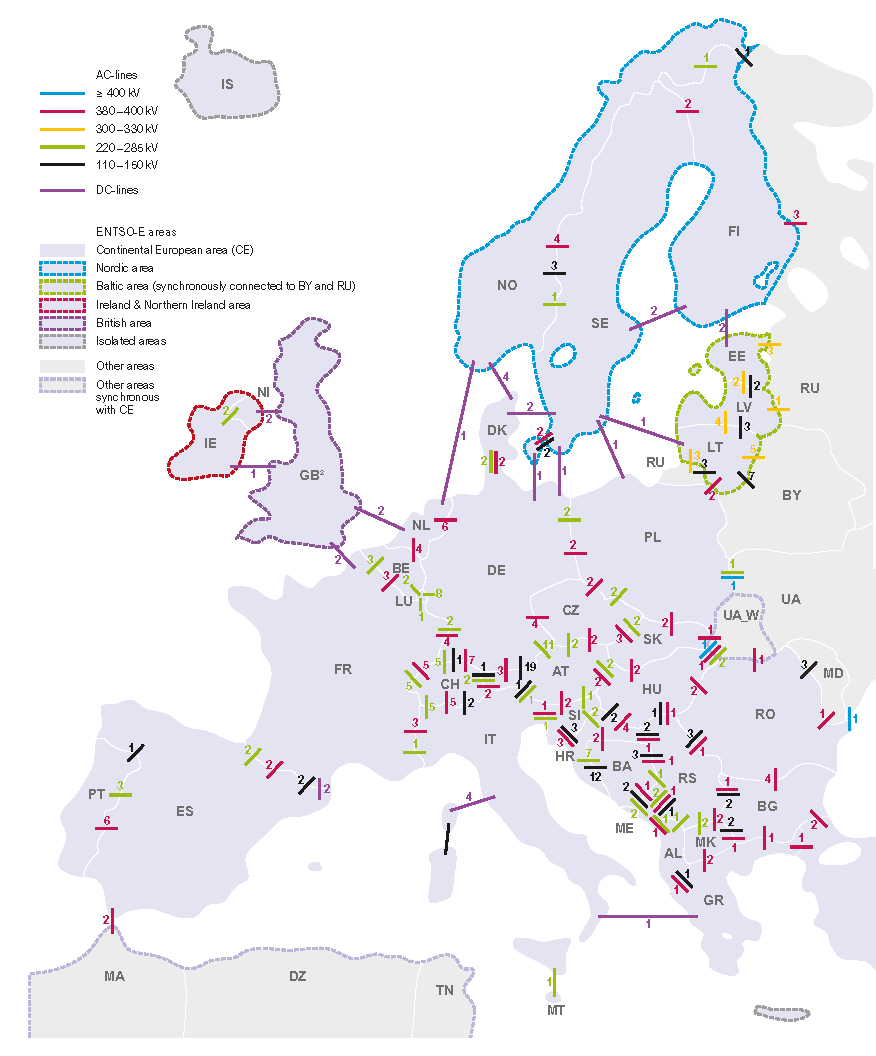 AC-lines
≥ 400 kV
380–400 kV
300–330 kV
220–285 kV
110–150 kV
DC-lines
ENTSO-E areas
Continental European area (CE)
Nordic area
Baltic area (synchronously connected to BY and RU)
Ireland & Northern Ireland area
British area
Isolated areas
Other areas
Other areas
synchronous
with CE
IS
1
1
2
3
FI
4
3
NO
1
SE
2
2
EE
3
4
RU
2
2
LV
1
NI
2
2
IE
1
GB²
1
DK
2
2
2
2
1
1
1
1
4
3
LT
5
RU
3
3
7
2
BY
2
NL
6
PL
2
2
4
BE
DE
2
2
3
LU
2
8
1
2
2
CZ
2
1
1
UA
UA_W
4
2
4
11
2
2
2
3
SK
2
1
1
2
1
1
MD
3
FR
5
5
5
1
7
CH
1
2
2
3
19
1
2
AT
2
2
2
HU
2
RO
1
1
5
5
2
3
1
IT
1
1
2
SI
1
2
2
4
1
1
3
3
HR
2
2
1
3
1
7
12
BA
3
1
1
RS
4
BG
1
2
2
1
2
2
1
1
ME
2
2
1
1
1
1
AL
MK
2
2
2
1
1
GR
1
1
2
PT
3
ES
6
2
2
2
2
4
2
MA
DZ
TN
1
MT
1